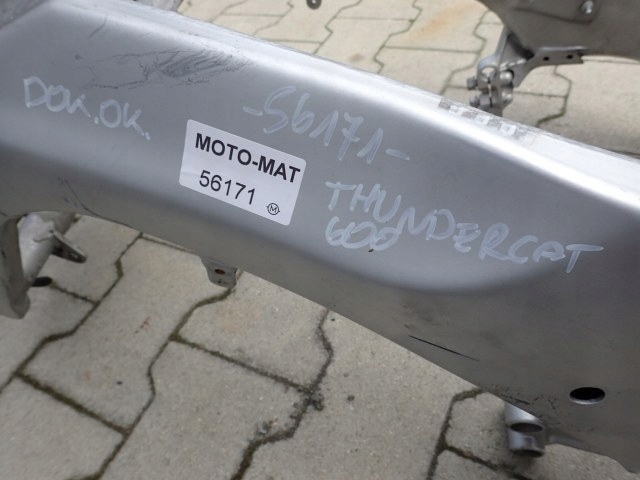 DOK.OK.
-56171-
MOTO-MAT
56171 M
THUNDERCAT
600